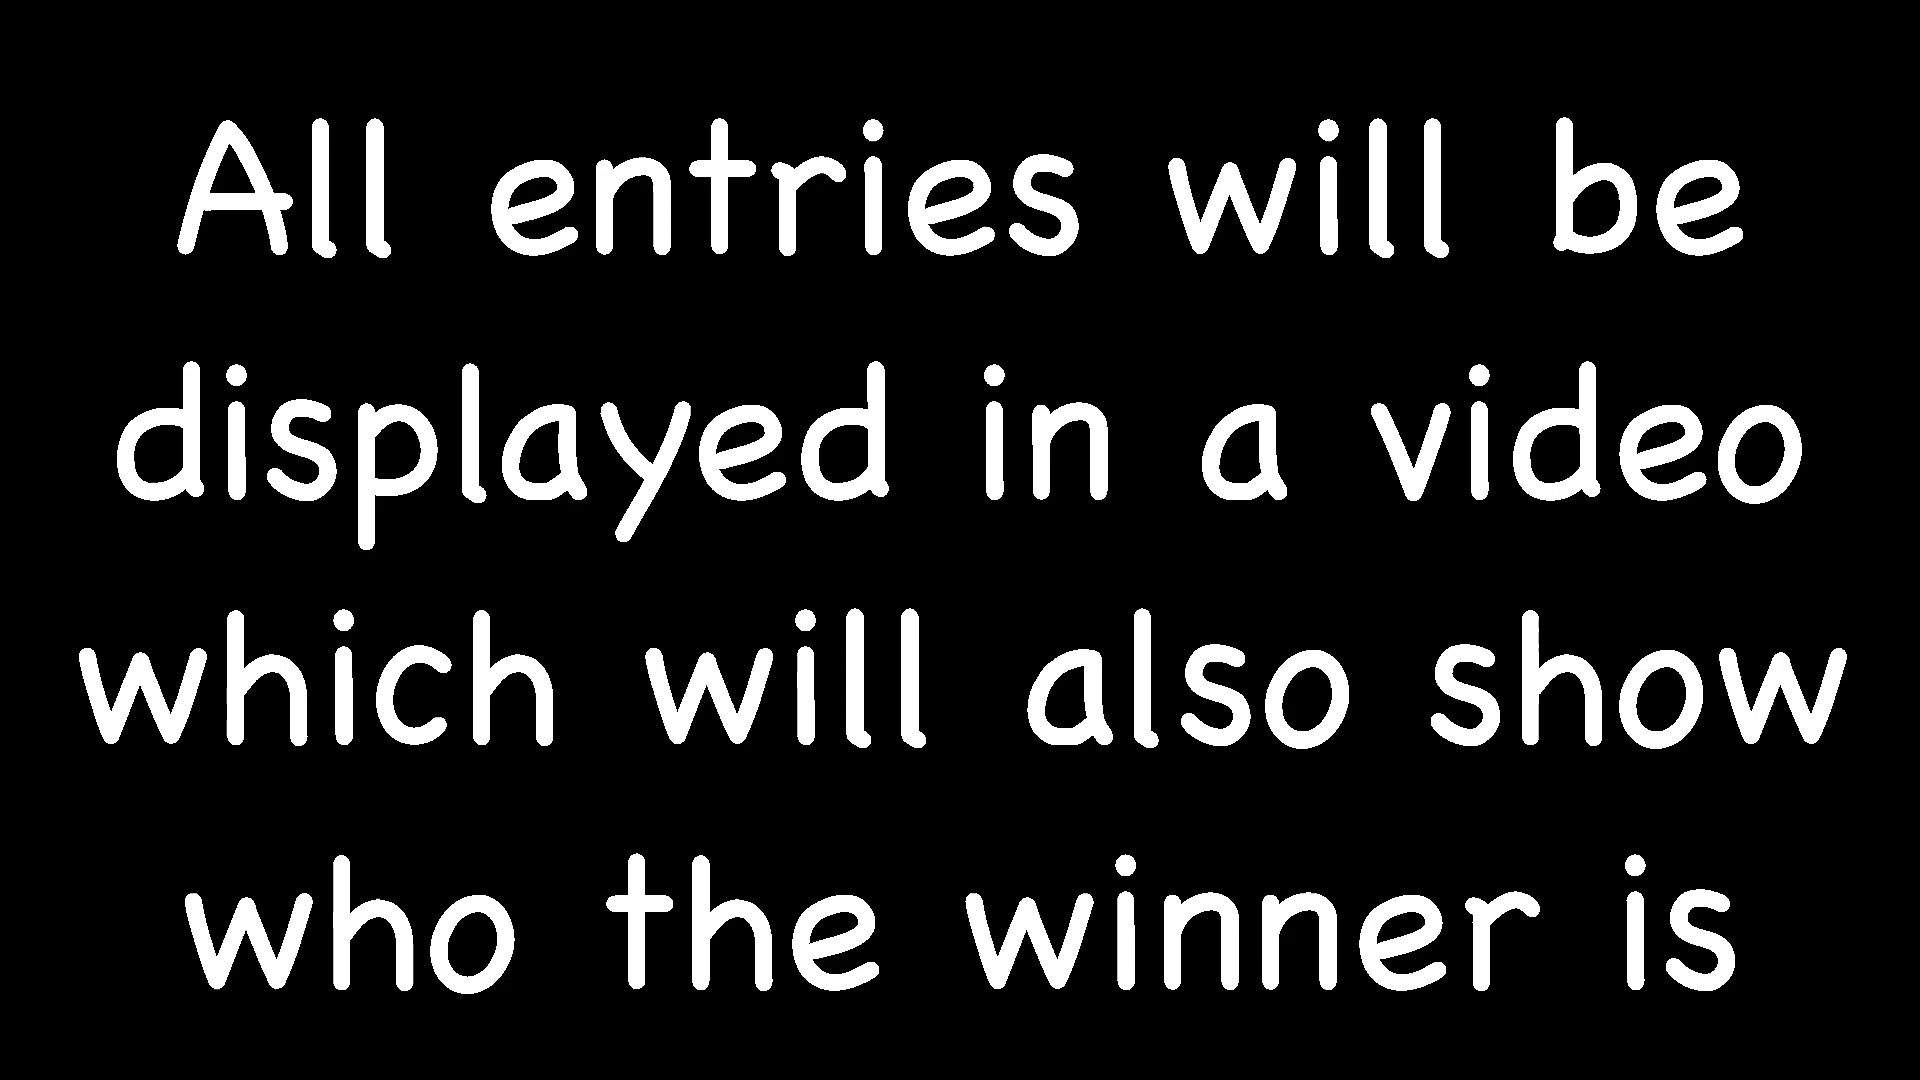 All entries will be
displayed in a video
which will also show
who the winner is